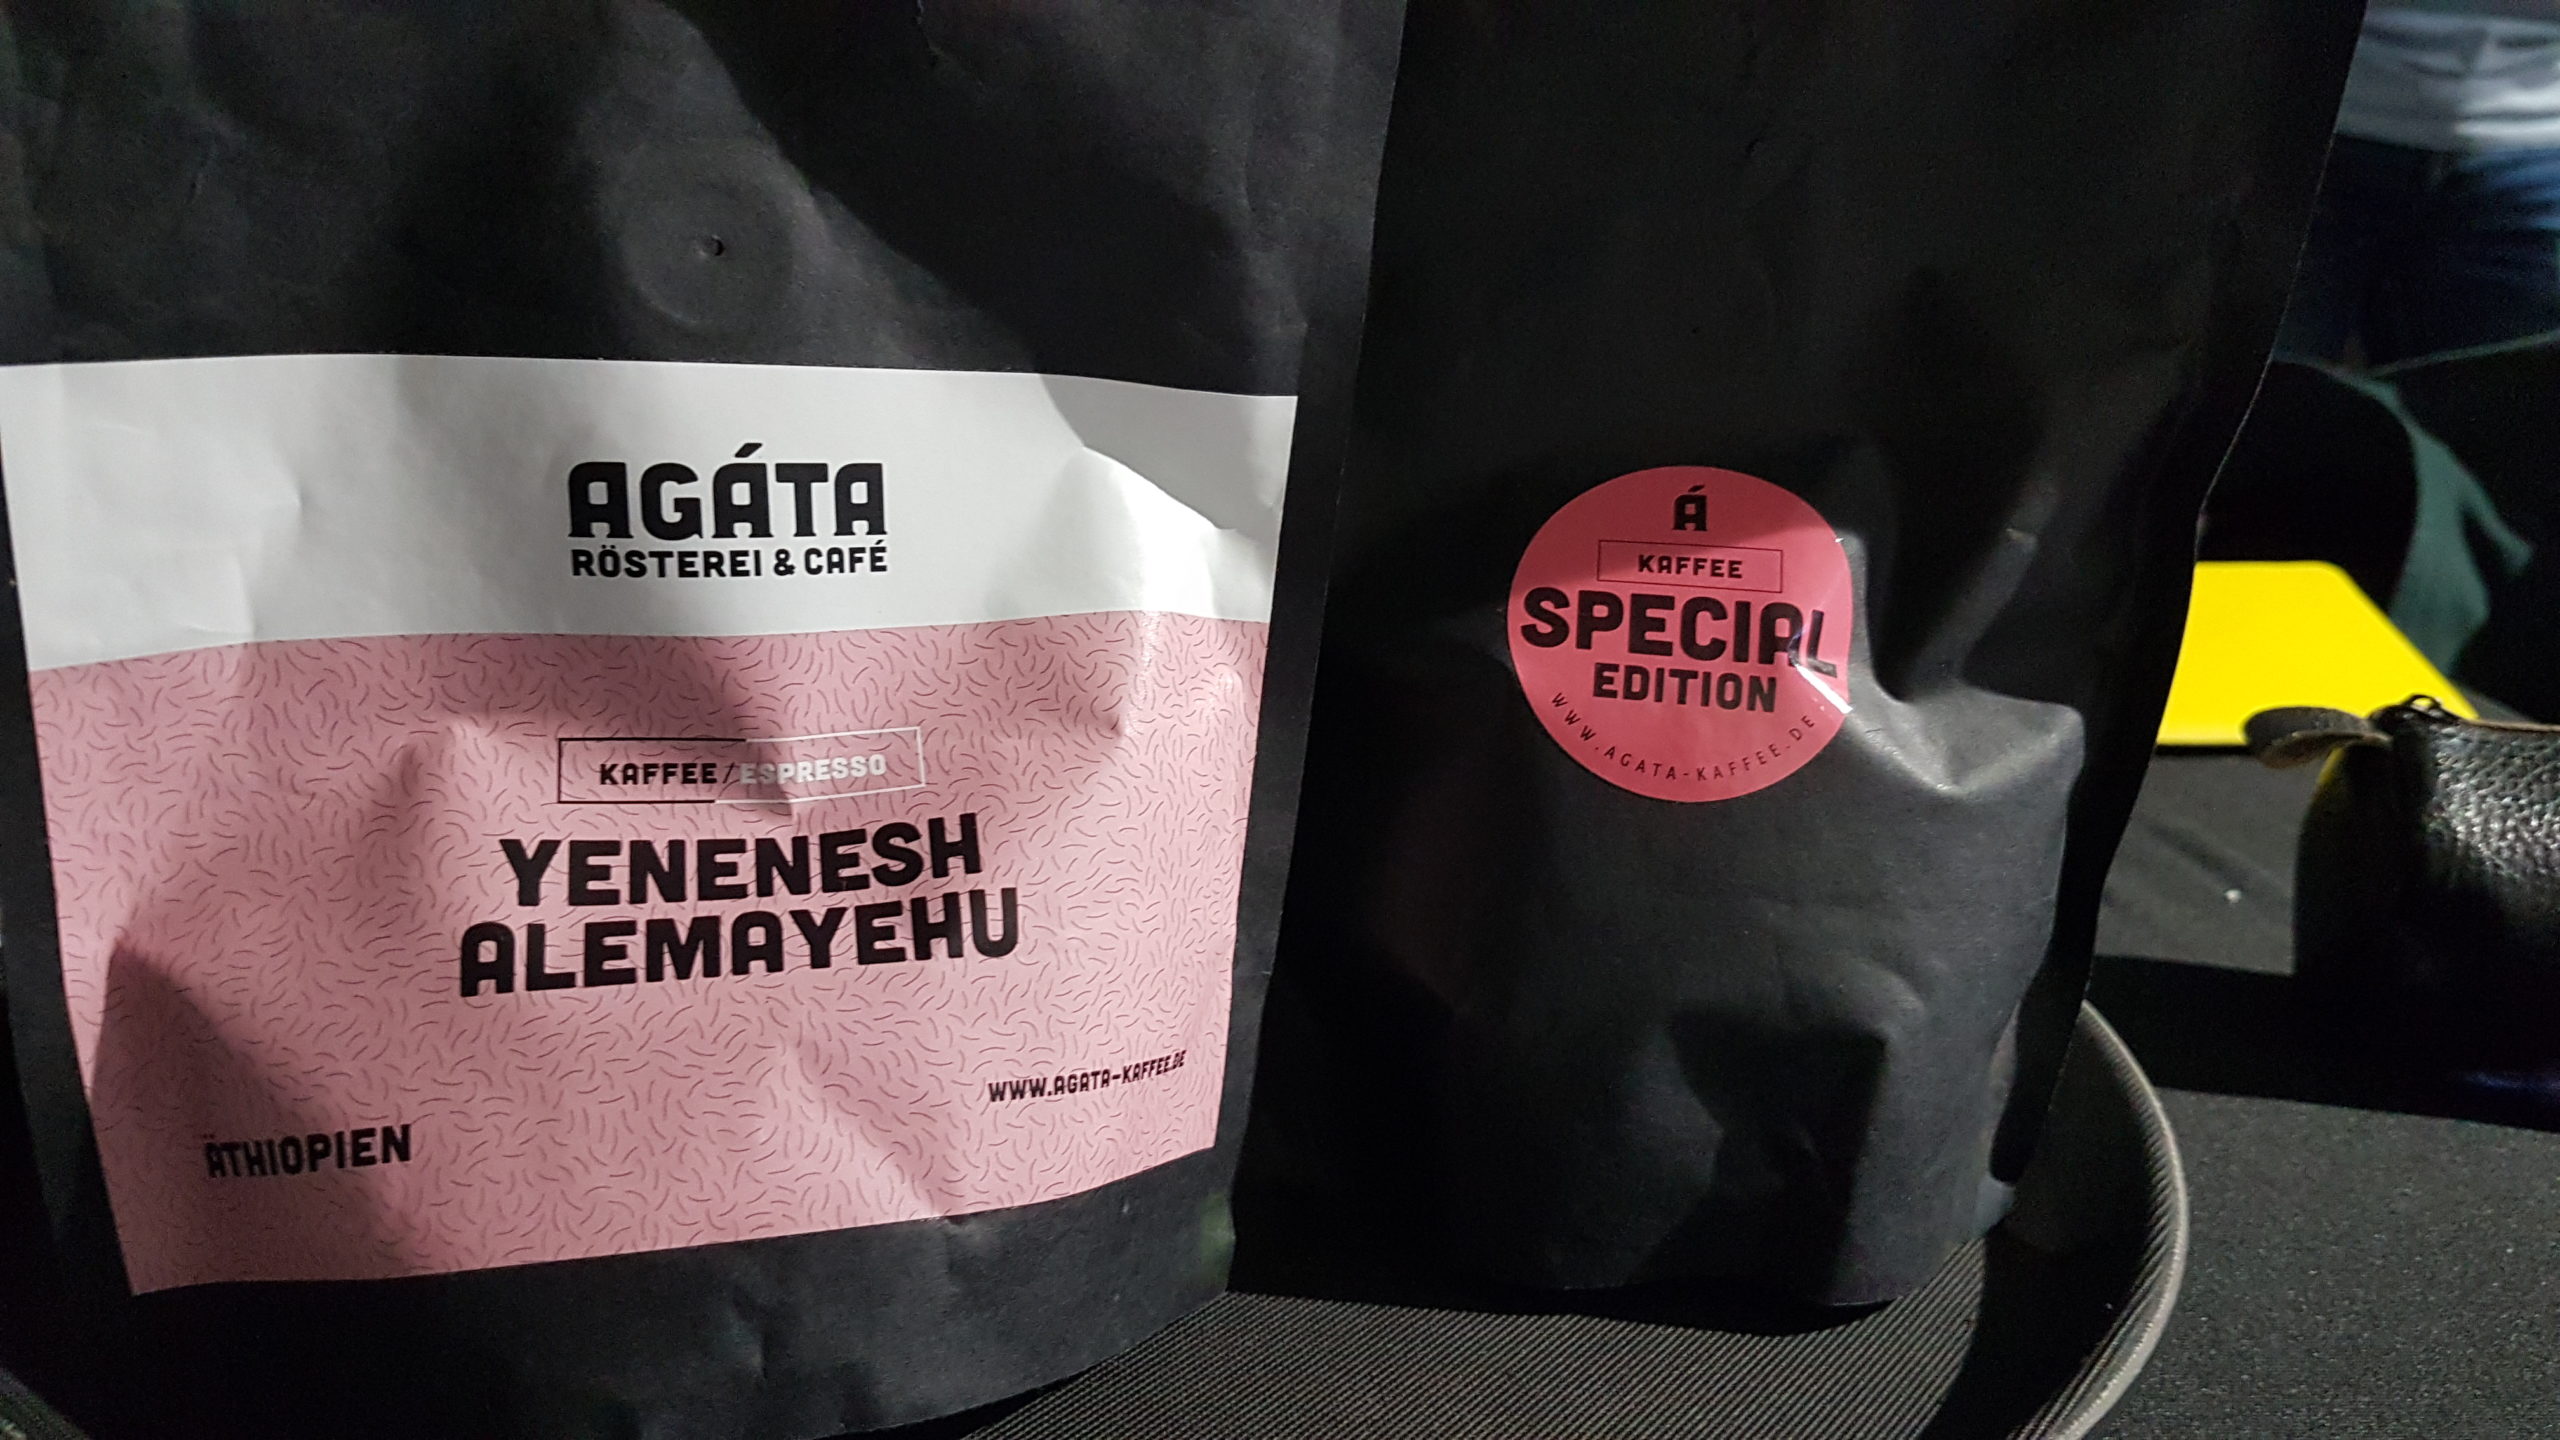 AGÁTA
RÖSTEREI & CAFÉ
KAFFEE/ESPRESSO
YENENESH
ALEMAYEHU
WWW.AGATA-KAFFEE.DE
ÄTHIOPIEN
Á
KAFFEE
SPECIAL
EDITION
WWW.AGATA-KAFFEE.DE